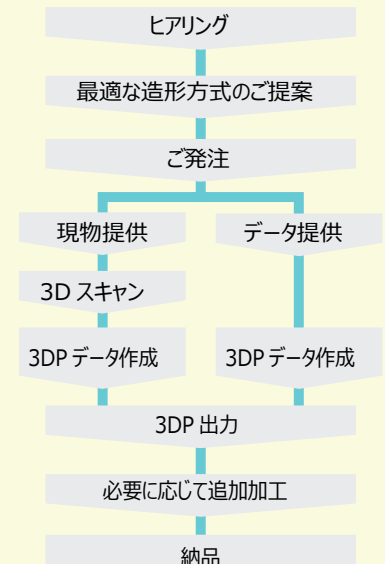 ヒアリング
最適な造形方式のご提案
ご発注
現物提供
データ提供
3D スキャン
3DP データ作成
3DP データ作成
3DP 出力
必要に応じて追加加工
納品